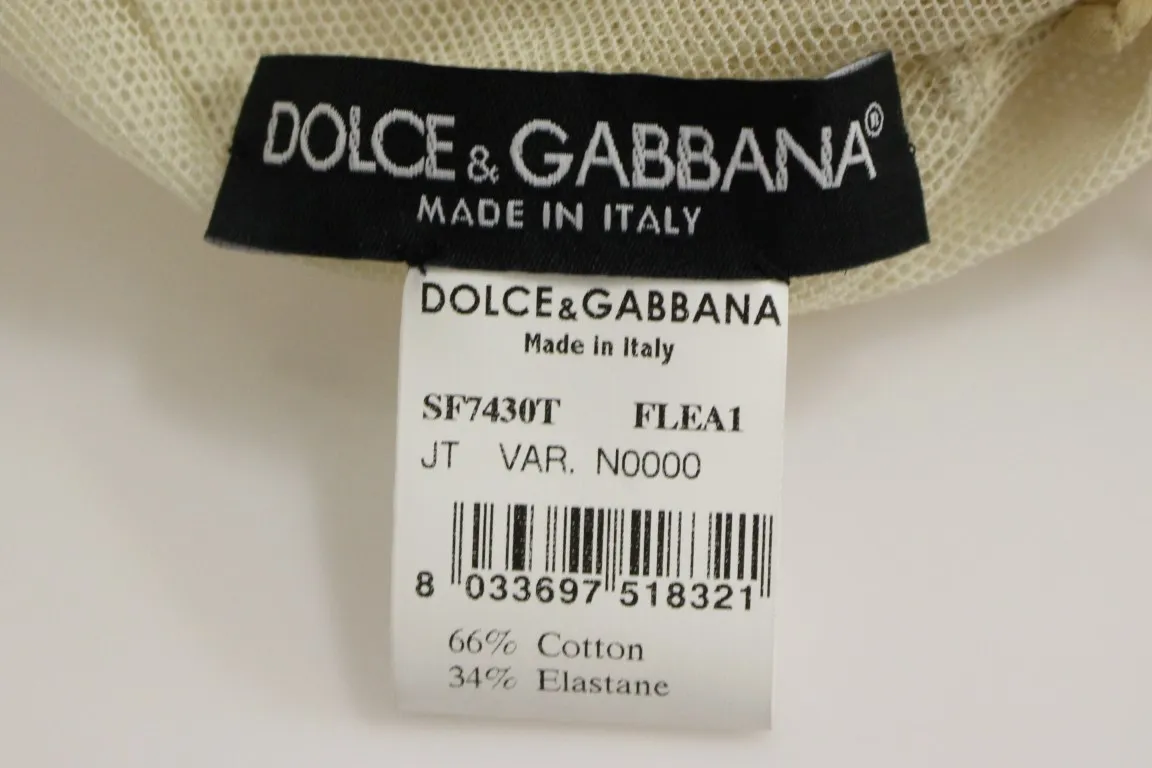 DOLCE & GABBANA®
MADE IN ITALY
DOLCE&GABBANA
Made in Italy
SF7430T FLEA1
JT VAR. N0000
8 033697 518321
66% Cotton
34% Elastane